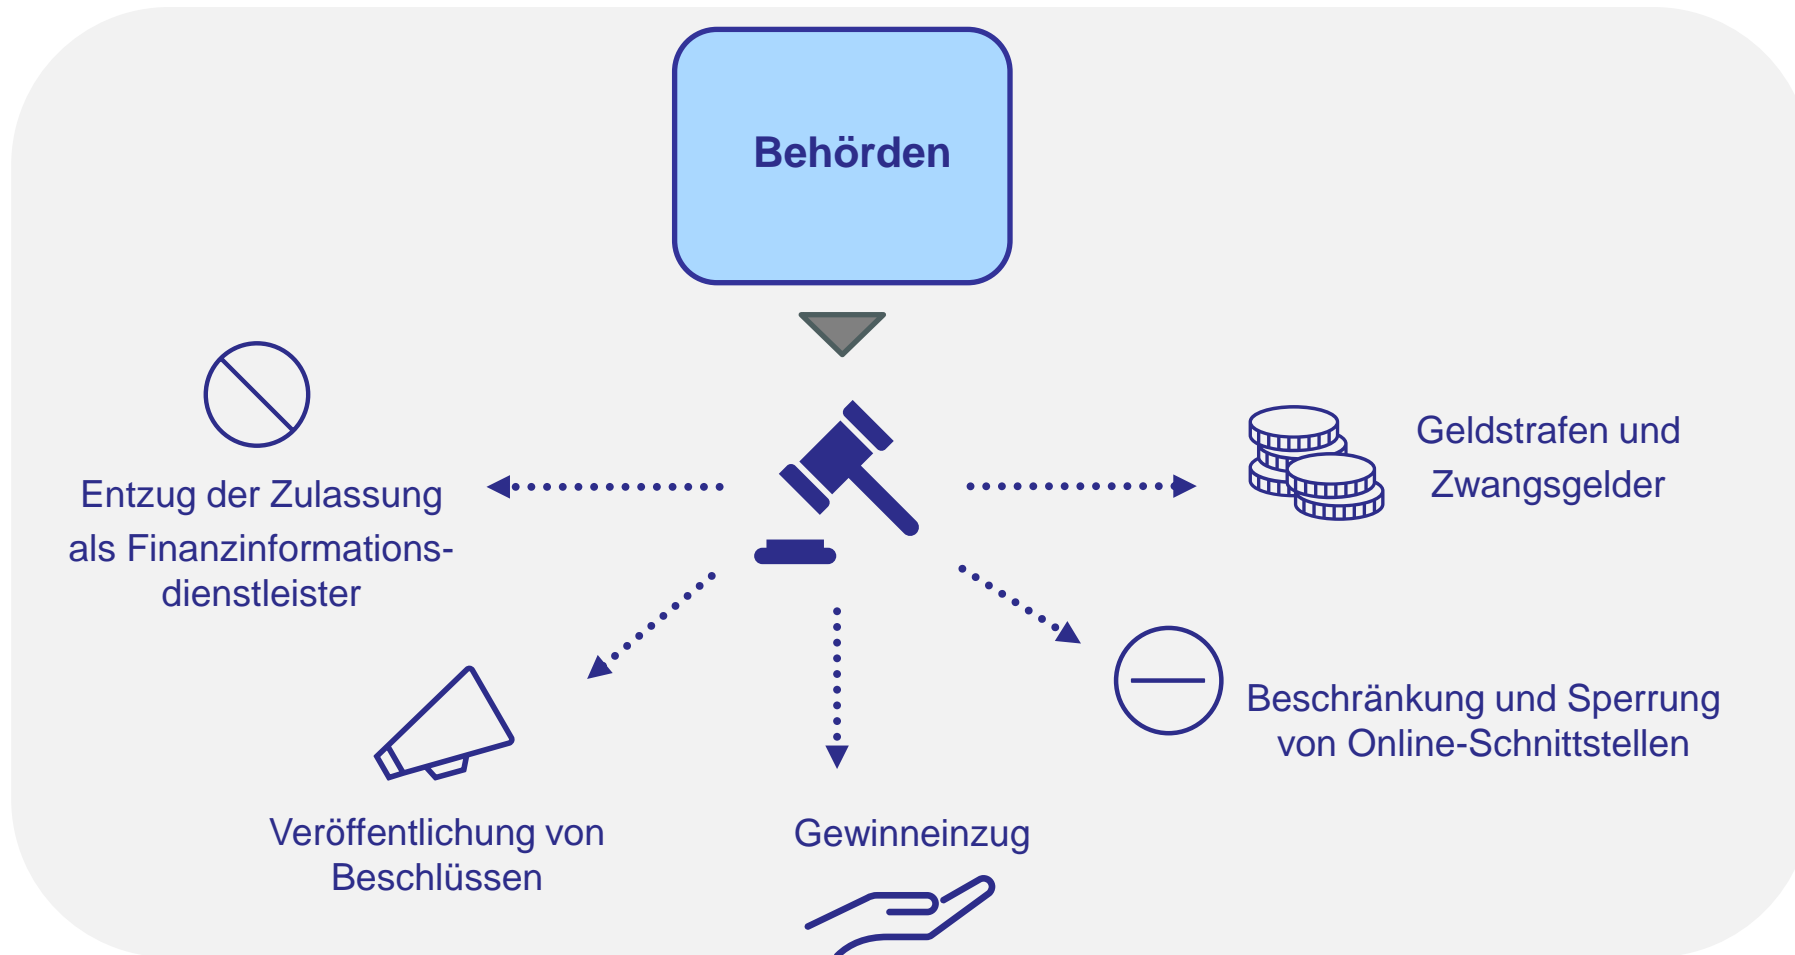 Behörden
Entzug der Zulassung
als Finanzinformations-
dienstleister
Geldstrafen und
Zwangsgelder
Beschränkung und Sperrung
von Online-Schnittstellen
Veröffentlichung von
Beschlüssen
Gewinneinzug